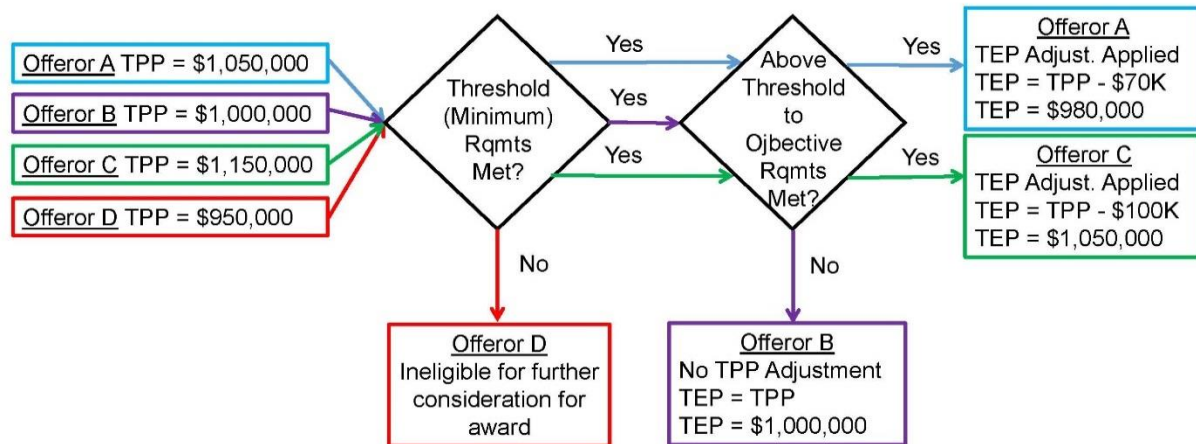 Offeror A TPP = $1,050,000
Offeror B TPP = $1,000,000
Offeror C TPP = $1,150,000
Offeror D TPP = $950,000
Threshold
(Minimum)
Rqmts
Met?
Yes
Yes
Yes
No
Above
Threshold
to
Ojbective
Rqmts
Met?
Yes
Yes
No
Offeror A
TEP Adjust. Applied
TEP = TPP - $70K
TEP = $980,000
Offeror C
TEP Adjust. Applied
TEP = TPP - $100K
TEP = $1,050,000
Offeror D
Ineligible for further
consideration for
award
Offeror B
No TPP Adjustment
TEP = TPP
TEP = $1,000,000